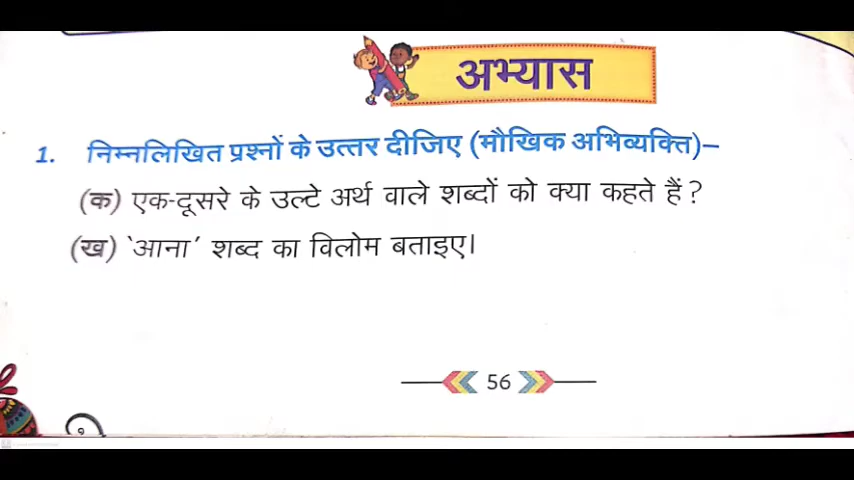 अभ्यास
1. निम्नलिखित प्रश्नों के उत्तर दीजिए (मौखिक अभिव्यक्ति)–
(क) एक-दूसरे के उल्टे अर्थ वाले शब्दों को क्या कहते हैं?
(ख) 'आना' शब्द का विलोम बताइए।
56